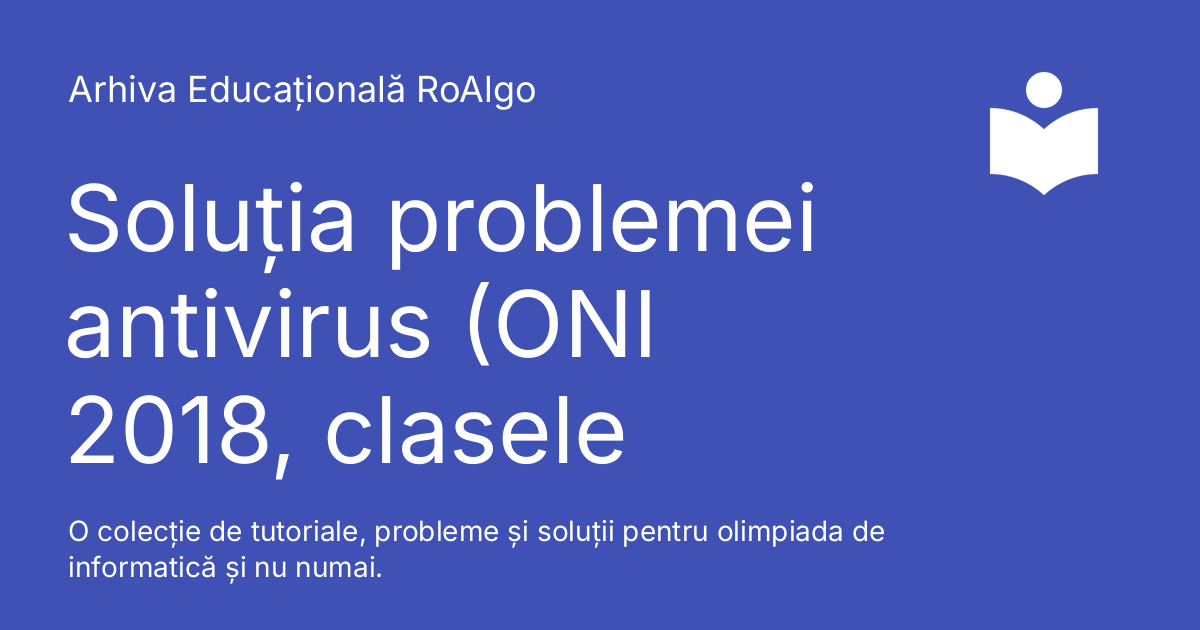 Arhiva Educațională RoAlgo
Soluția problemei
antivirus (ONI
2018, clasele
O colecție de tutoriale, probleme și soluții pentru olimpiada de
informatică și nu numai.